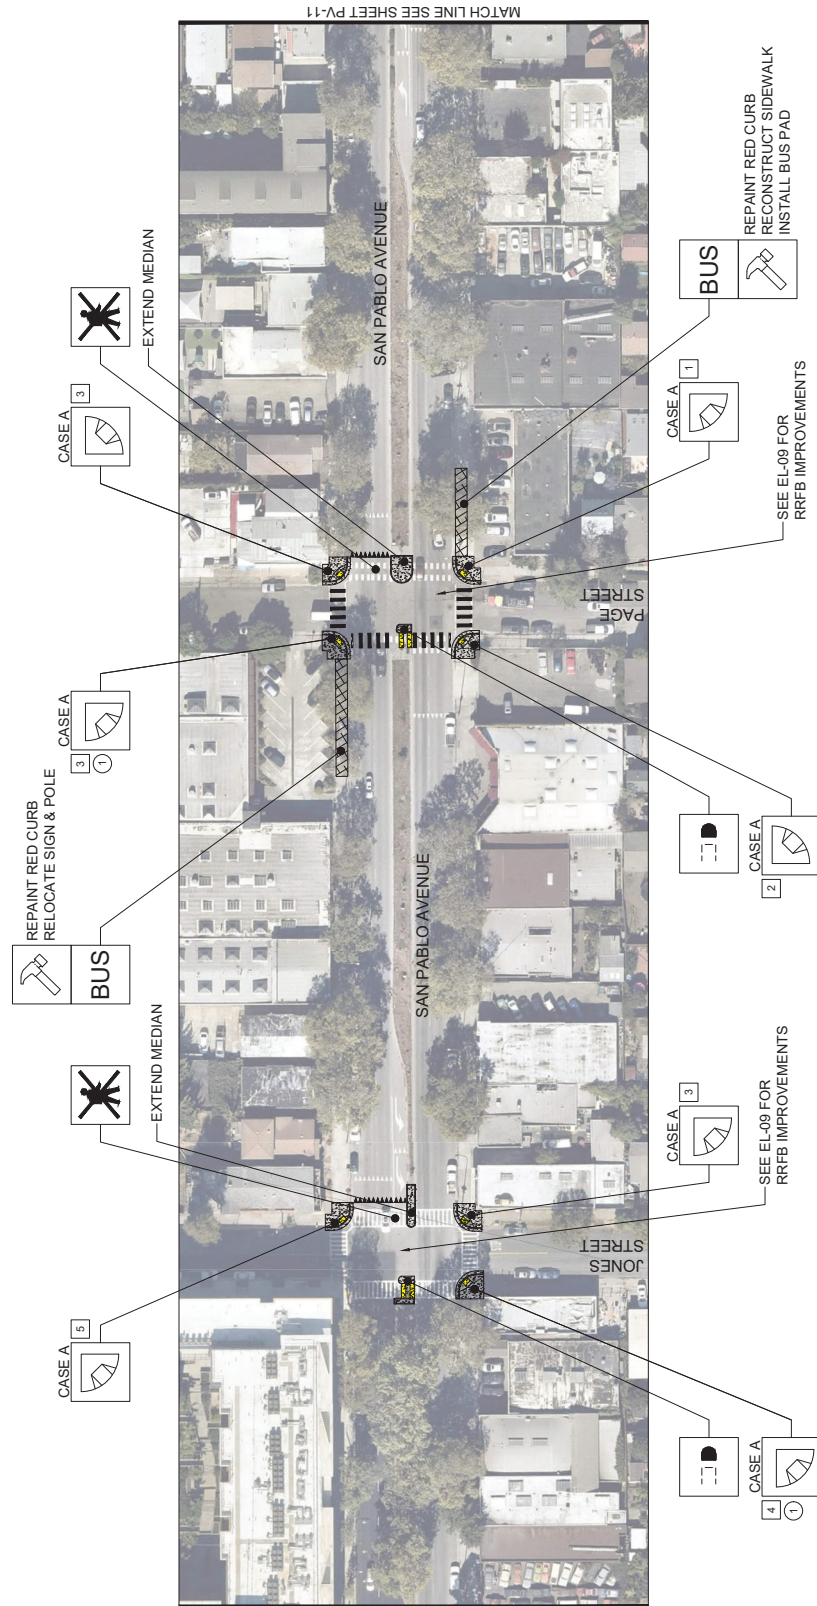 MATCH LINE SEE SHEET PV-11
REPAINT RED CURB
RECONSTRUCT SIDEWALK
INSTALL BUS PAD
BUS
EXTEND MEDIAN
SAN PABLO AVENUE
CASE A
3
CASE A
1
SEE EL-09 FOR
RRFB IMPROVEMENTS
PAGE
STREET
CASE A
3
1
CASE A
2
REPAINT RED CURB
RELOCATE SIGN & POLE
BUS
SAN PABLO AVENUE
EXTEND MEDIAN
CASE A
3
SEE EL-09 FOR
RRFB IMPROVEMENTS
JONES
STREET
CASE A
5
CASE A
4
1